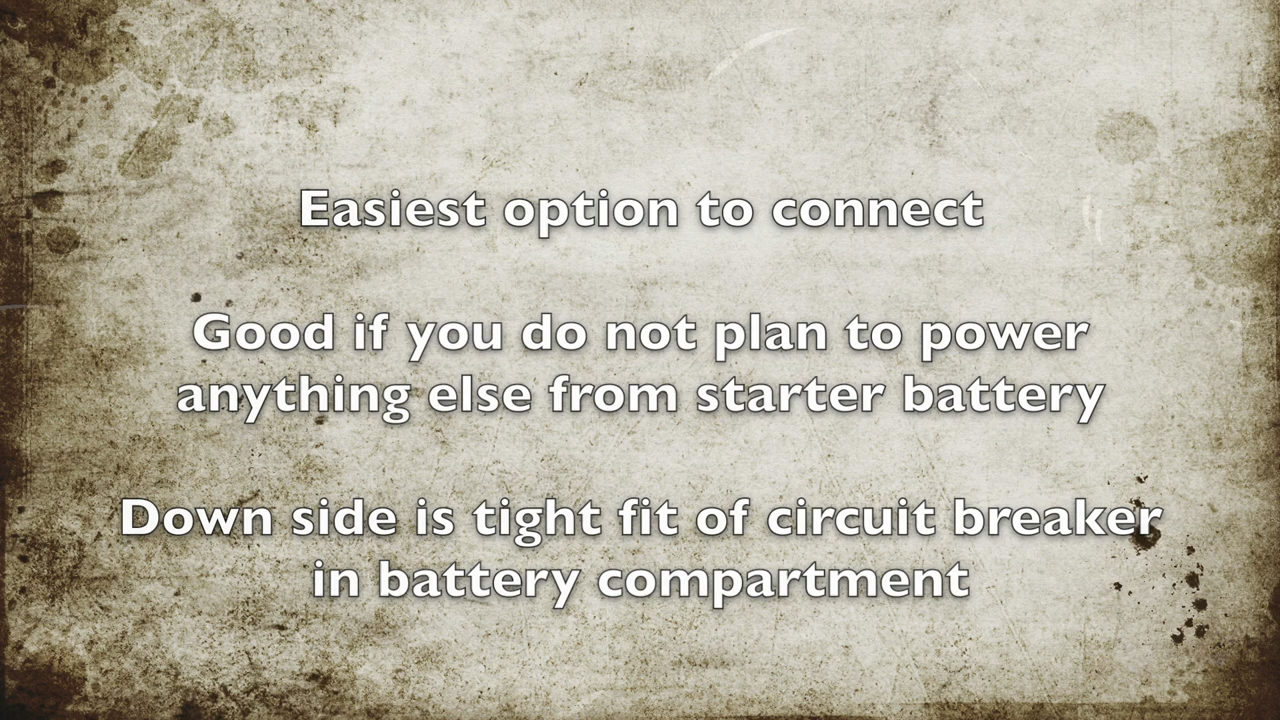 Easiest option to connect
Good if you do not plan to power
anything else from starter battery
Down side is tight fit of circuit breaker
in battery compartment